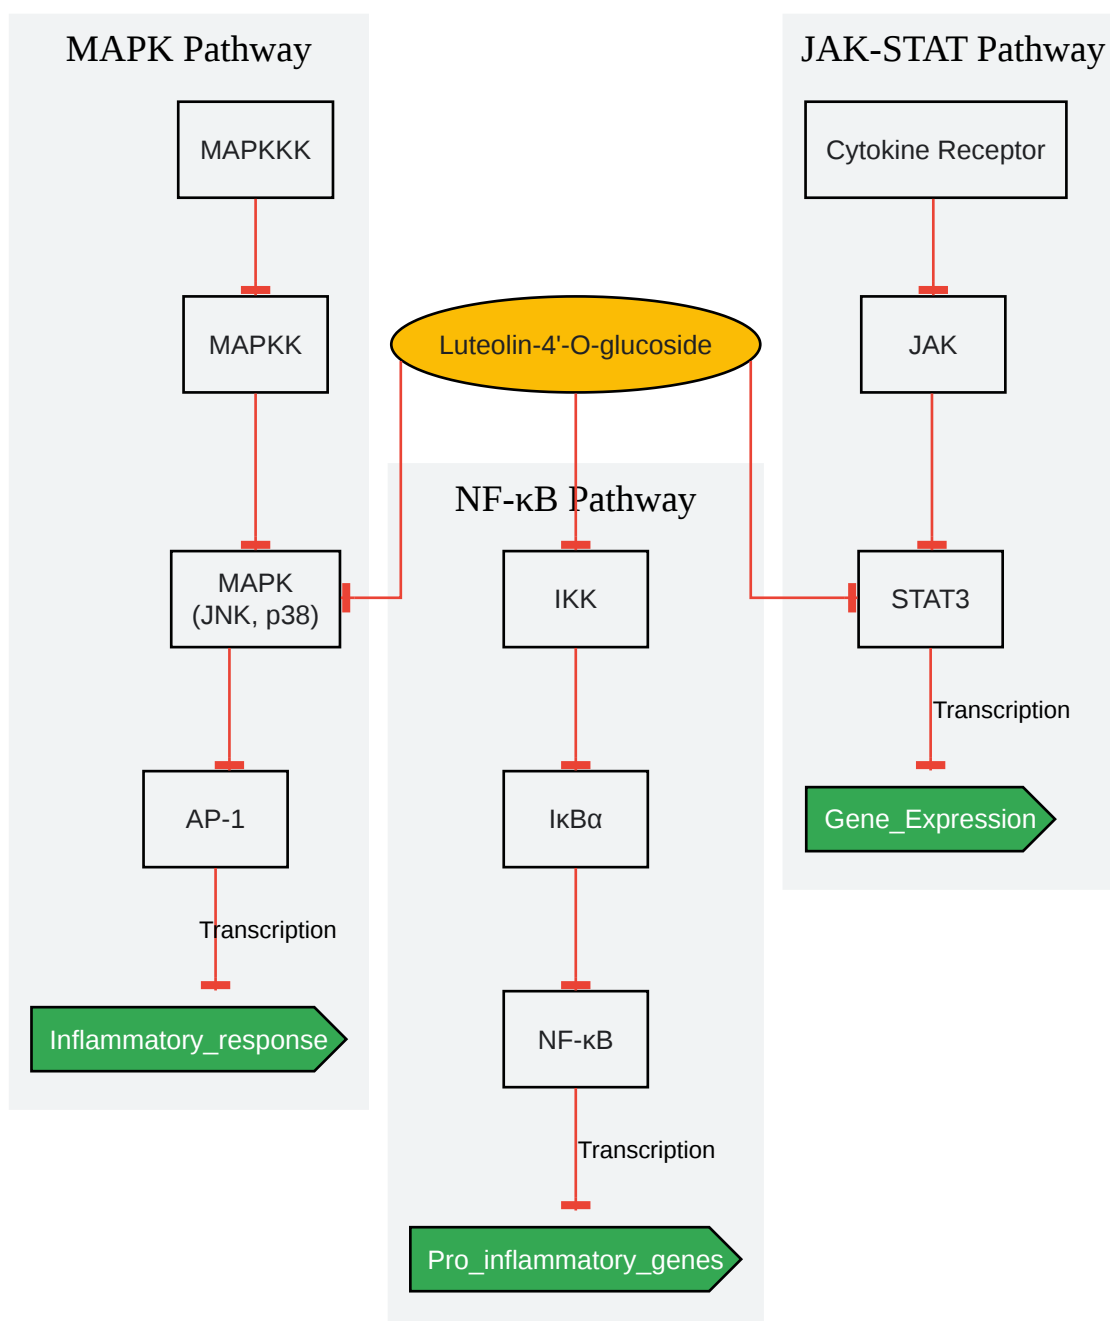 MAPK Pathway
MAPKKK
MAPKK
MAPK
(JNK, p38)
AP-1
Transcription
Inflammatory_response
Luteolin-4'-O-glucoside
NF-κB Pathway
IKK
IκBα
NF-κB
Transcription
Pro_inflammatory_genes
JAK-STAT Pathway
Cytokine Receptor
JAK
STAT3
Transcription
Gene_Expression